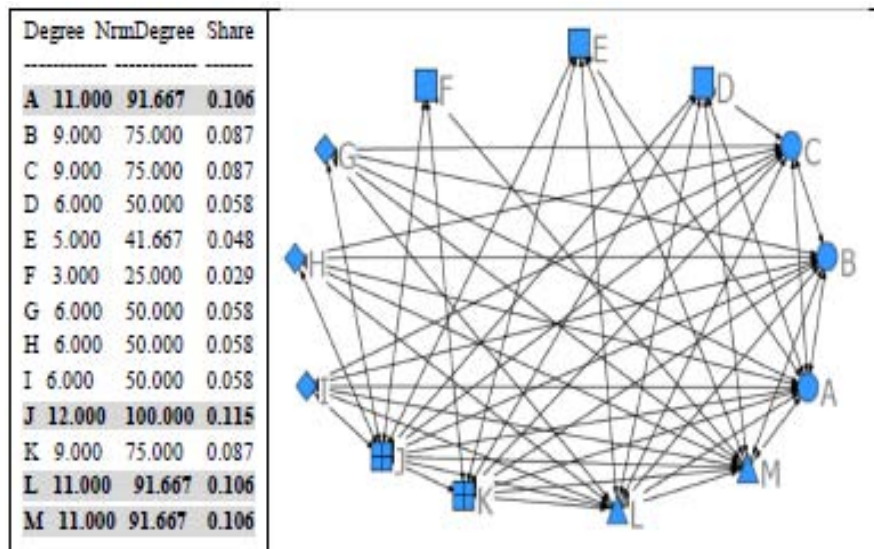 Degree NrmDegree Share
------------ ------------- -------
A 11.000 91.667 0.106
B 9.000 75.000 0.087
C 9.000 75.000 0.087
D 6.000 50.000 0.058
E 5.000 41.667 0.048
F 3.000 25.000 0.029
G 6.000 50.000 0.058
H 6.000 50.000 0.058
I 6.000 50.000 0.058
J 12.000 100.000 0.115
K 9.000 75.000 0.087
L 11.000 91.667 0.106
M 11.000 91.667 0.106
E
F
D
G
C
H
B
I
A
J
M
K
L